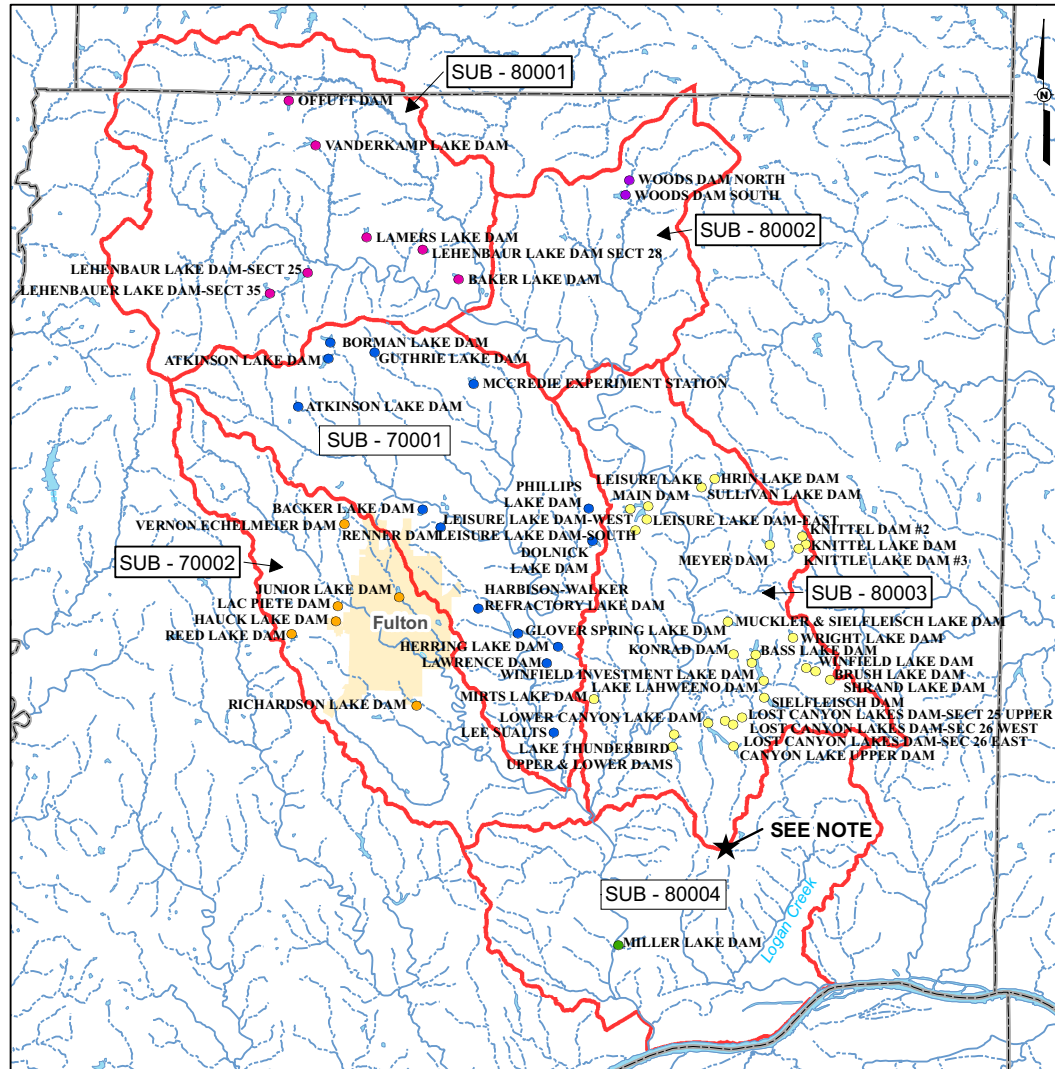 SUB - 80001
OFFUTT DAM
N
VANDERKAMP LAKE DAM
WOODS DAM NORTH
WOODS DAM SOUTH
SUB - 80002
LAMERS LAKE DAM
LEHENBAUR LAKE DAM SECT 28
LEHENBAUR LAKE DAM-SECT 25
BAKER LAKE DAM
LEHENBAUER LAKE DAM-SECT 35
BORMAN LAKE DAM
ATKINSON LAKE DAM
GUTHRIE LAKE DAM
MCCREDIE EXPERIMENT STATION
ATKINSON LAKE DAM
SUB - 70001
PHILLIPS
LAKE DAM
LEISURE LAKE
MAIN DAM
HRIN LAKE DAM
SULLIVAN LAKE DAM
BACKER LAKE DAM
VERNON ECHELMEIER DAM
RENNER DAM
LEISURE LAKE DAM-WEST
LEISURE LAKE DAM-EAST
LEISURE LAKE DAM-SOUTH
KNITTEL DAM #2
KNITTEL LAKE DAM
KNITTLE LAKE DAM #3
DOLNICK
LAKE DAM
MEYER DAM
SUB - 70002
SUB - 80003
JUNIOR LAKE DAM
LAC PIETE DAM
HAUCK LAKE DAM
REED LAKE DAM
Fulton
HARBISON-WALKER
REFRACTORY LAKE DAM
MUCKLER & SIELFLEISCH LAKE DAM
GLOVER SPRING LAKE DAM
WRIGHT LAKE DAM
HERRING LAKE DAM
KONRAD DAM
BASS LAKE DAM
LAWRENCE DAM
WINFIELD LAKE DAM
WINFIELD INVESTMENT LAKE DAM
BRUSH LAKE DAM
LAKE LAHWEENO DAM
SHRAND LAKE DAM
MIRTS LAKE DAM
SIELFLEISCH DAM
RICHARDSON LAKE DAM
LOWER CANYON LAKE DAM
LOST CANYON LAKES DAM-SECT 25 UPPER
LOST CANYON LAKES DAM-SEC 26 WEST
LEE SUALTS
LOST CANYON LAKES DAM-SEC 26 EAST
LAKE THUNDERBIRD
UPPER & LOWER DAMS
CANYON LAKE UPPER DAM
SEE NOTE
SUB - 80004
Logan Creek
MILLER LAKE DAM